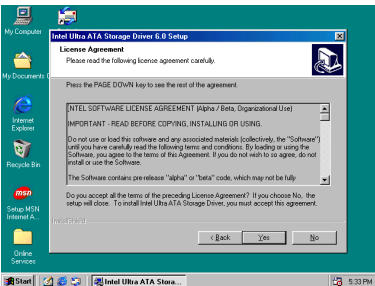 My Computer
My Documents
Internet
Explorer
Recycle Bin
msn
Setup MSN
Internet A...
Online
Services
Intel Ultra ATA Storage Driver 6.0 Setup
License Agreement
Please read the following license agreement carefully.
Press the PAGE DOWN key to see the rest of the agreement.
INTEL SOFTWARE LICENSE AGREEMENT (Alpha / Beta, Organizational Use)
IMPORTANT - READ BEFORE COPYING, INSTALLING OR USING.
Do not use or load this software and any associated materials (collectively, the "Software")
until you have carefully read the following terms and conditions. By loading or using the
Software, you agree to the terms of this Agreement. If you do not wish to so agree, do not
install or use the Software.
The Software contains pre-release "alpha" or "beta" code, which may not be fully
Do you accept all the terms of the preceding License Agreement? If you choose No, the
setup will close. To install Intel Ultra ATA Storage Driver, you must accept this agreement.
InstallShield
< Back
Yes
No
Start
Intel Ultra ATA Stora...
5:33 PM